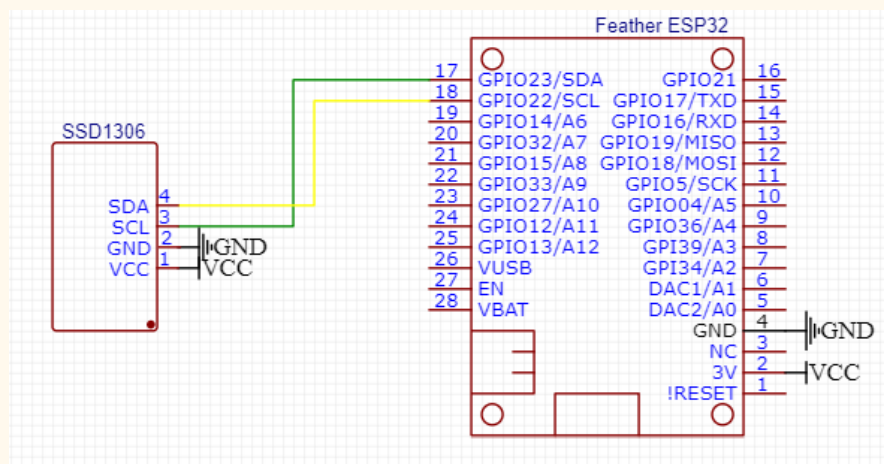 Feather ESP32
SSD1306
4
SDA
3
SCL
2
GND GND
1
VCC VCC
17 GPIO23/SDA GPIO21 16
18 GPIO22/SCL GPIO17/TXD 15
19 GPIO14/A6 GPIO16/RXD 14
20 GPIO32/A7 GPIO19/MISO 13
21 GPIO15/A8 GPIO18/MOSI 12
22 GPIO33/A9 GPIO5/SCK 11
23 GPIO27/A10 GPIO04/A5 10
24 GPIO12/A11 GPIO36/A4 9
25 GPIO13/A12 GPI39/A3 8
26 VUSB GPI34/A2 7
27 EN DAC1/A1 6
28 VBAT DAC2/A0 5
GND 4 GND
NC 3
3V 2 VCC
!RESET 1